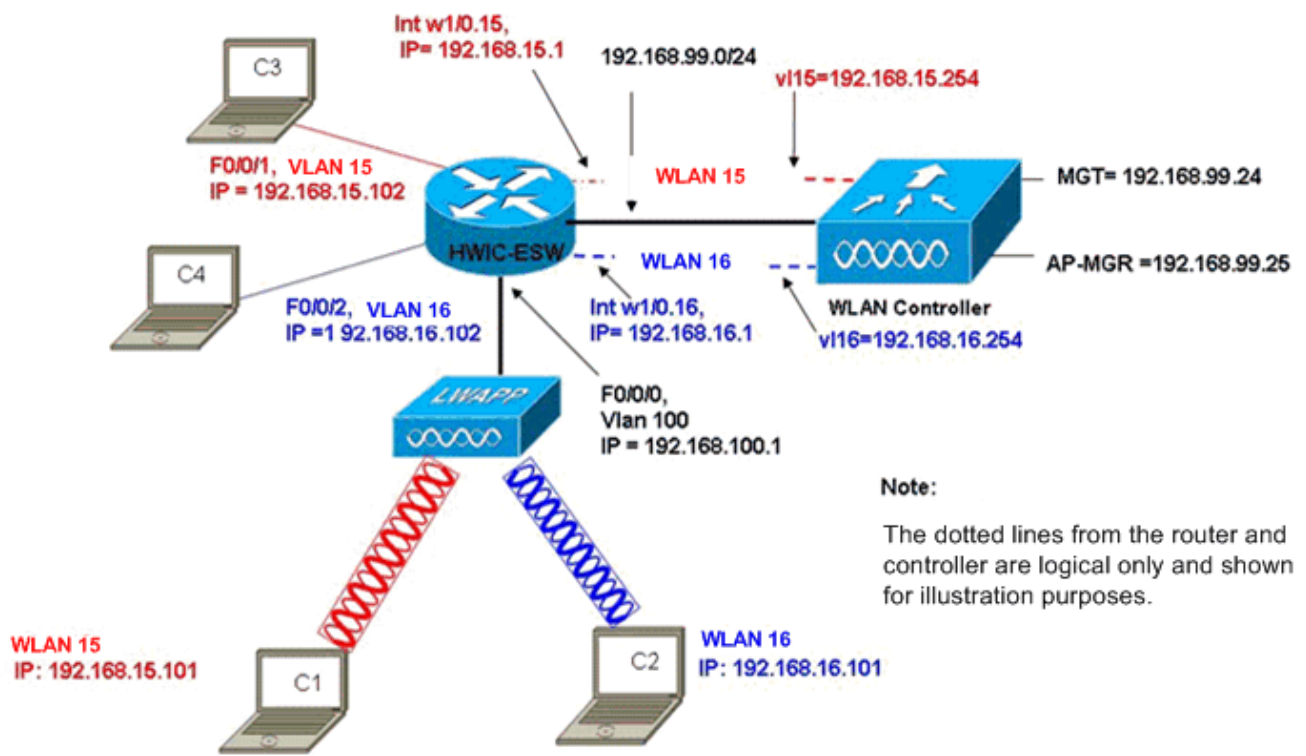 Int w1/0.15,
IP= 192.168.15.1
192.168.99.0/24
vl15=192.168.15.254
C3
F0/0/1, VLAN 15
IP = 192.168.15.102
WLAN 15
MGT= 192.168.99.24
HWIC-ESW
C4
WLAN 16
AP-MGR =192.168.99.25
F0/0/2, VLAN 16
IP =1 92.168.16.102
Int w1/0.16,
IP= 192.168.16.1
WLAN Controller
vl16=192.168.16.254
LWAPP
F0/0/0,
Vlan 100
IP = 192.168.100.1
Note:
The dotted lines from the router and
controller are logical only and shown
for illustration purposes.
WLAN 15
IP: 192.168.15.101
C1
C2
WLAN 16
IP: 192.168.16.101